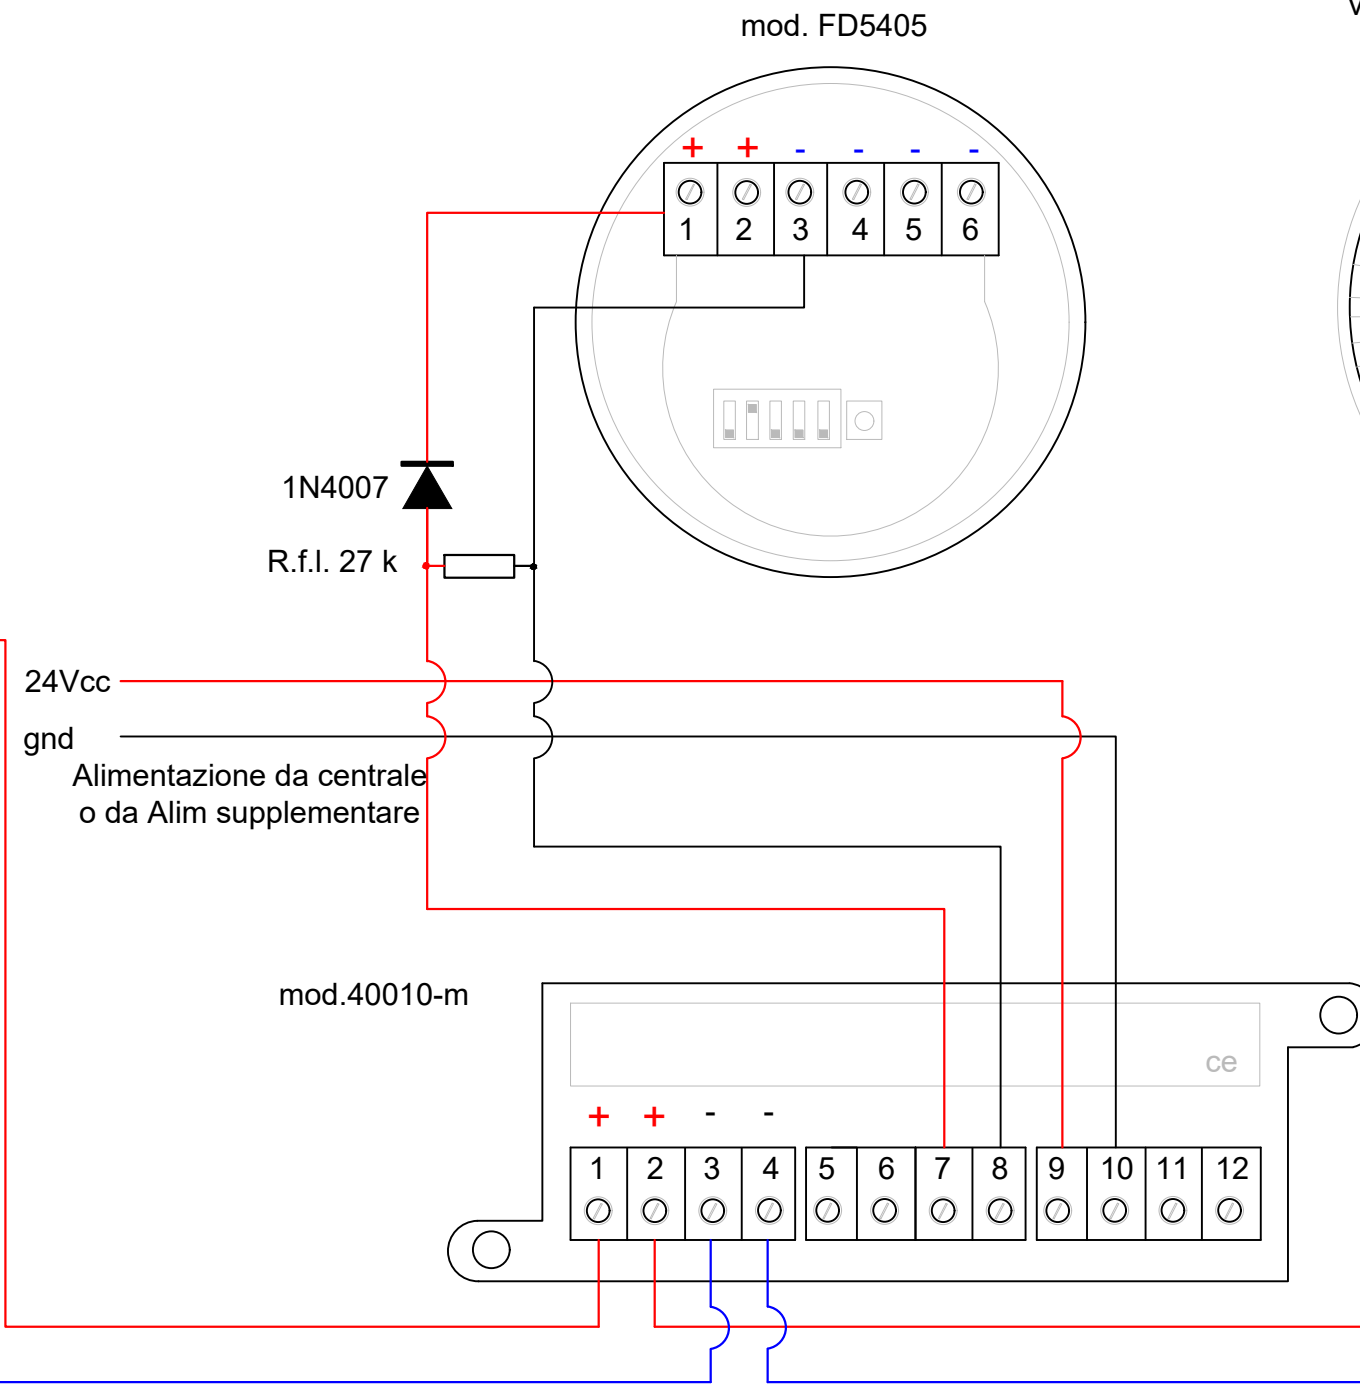 mod. FD5405
+ + - - - -
1 2 3 4 5 6
1N4007
R.f.l. 27 k
24Vcc
gnd
Alimentazione da centrale
o da Alim supplementare
mod.40010-m
ce
+ + - -
1 2 3 4 5 6 7 8 9 10 11 12